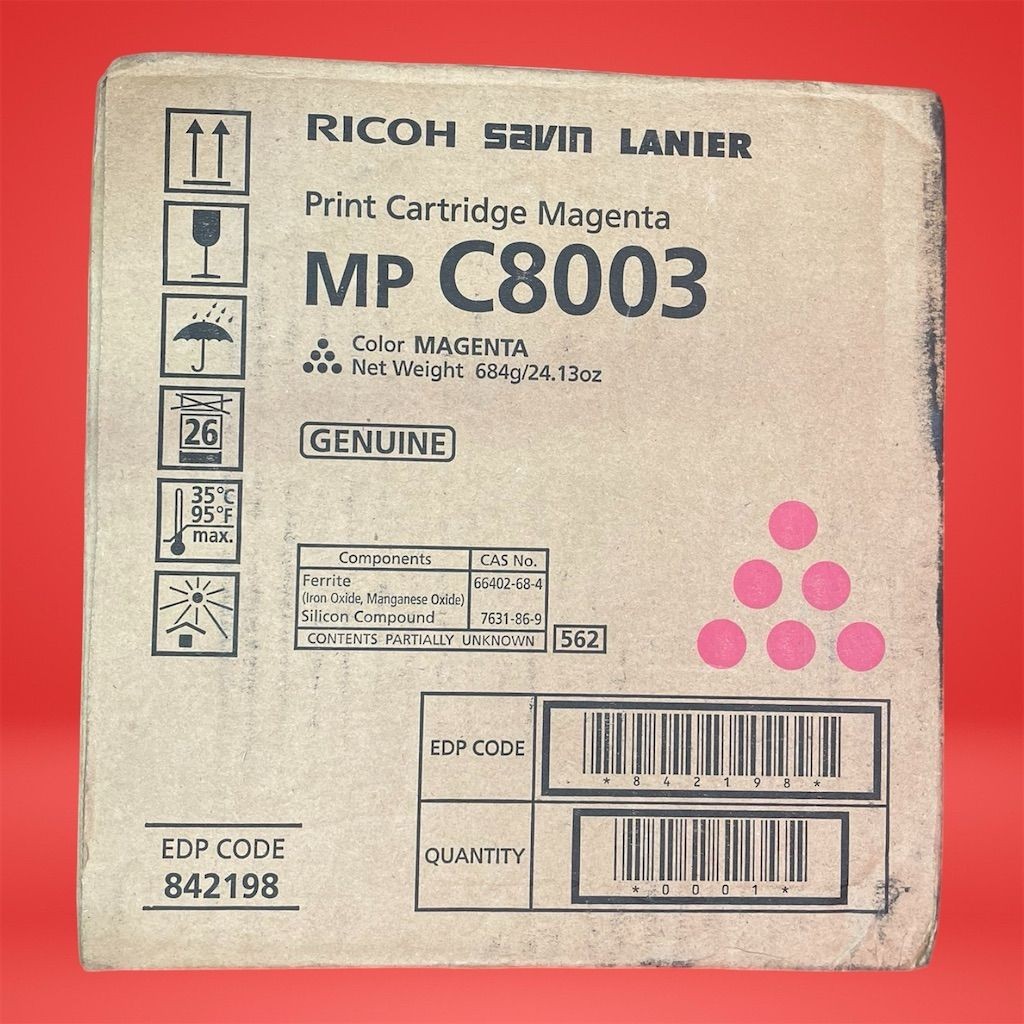 RICOH savin LANIER
Print Cartridge Magenta
MP C8003
Color MAGENTA
Net Weight 684g/24.13oz
26
GENUINE
35°C
95°F
max.
Components CAS No.
Ferrite 66402-68-4
(Iron Oxide, Manganese Oxide)
Silicon Compound 7631-86-9
CONTENTS PARTIALLY UNKNOWN 562
EDP CODE
*842198*
QUANTITY
*0001*
EDP CODE
842198